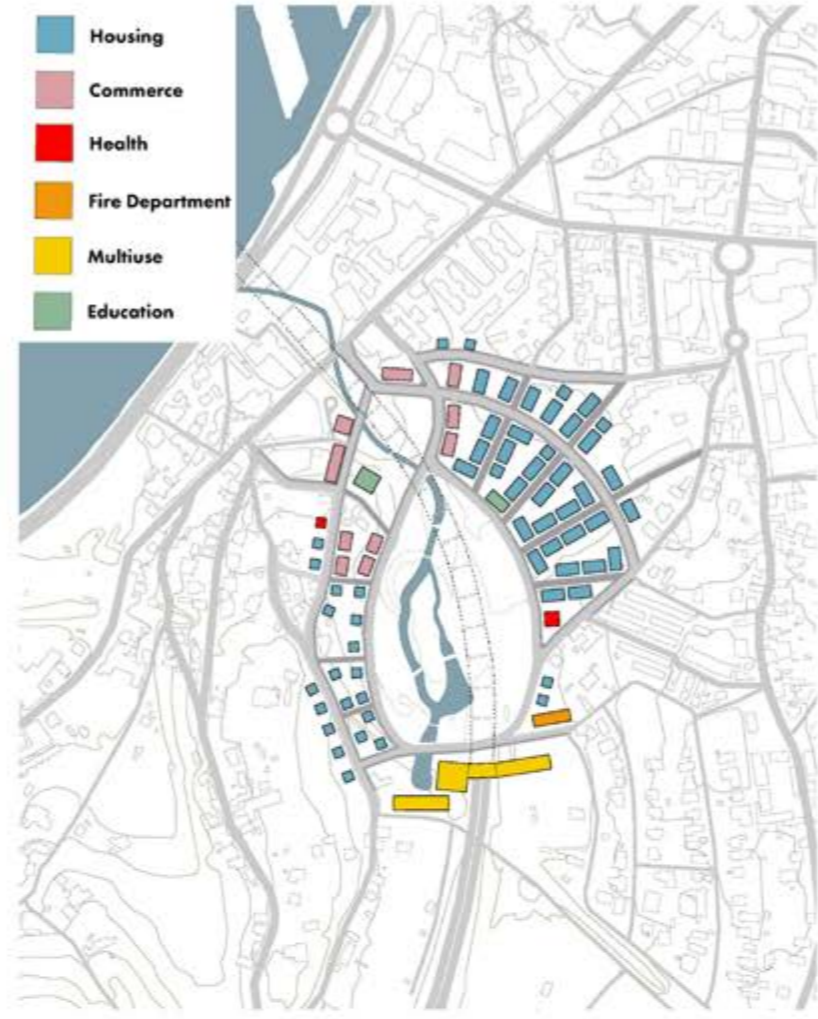 Housing
Commerce
Health
Fire Department
Multiuse
Education
P